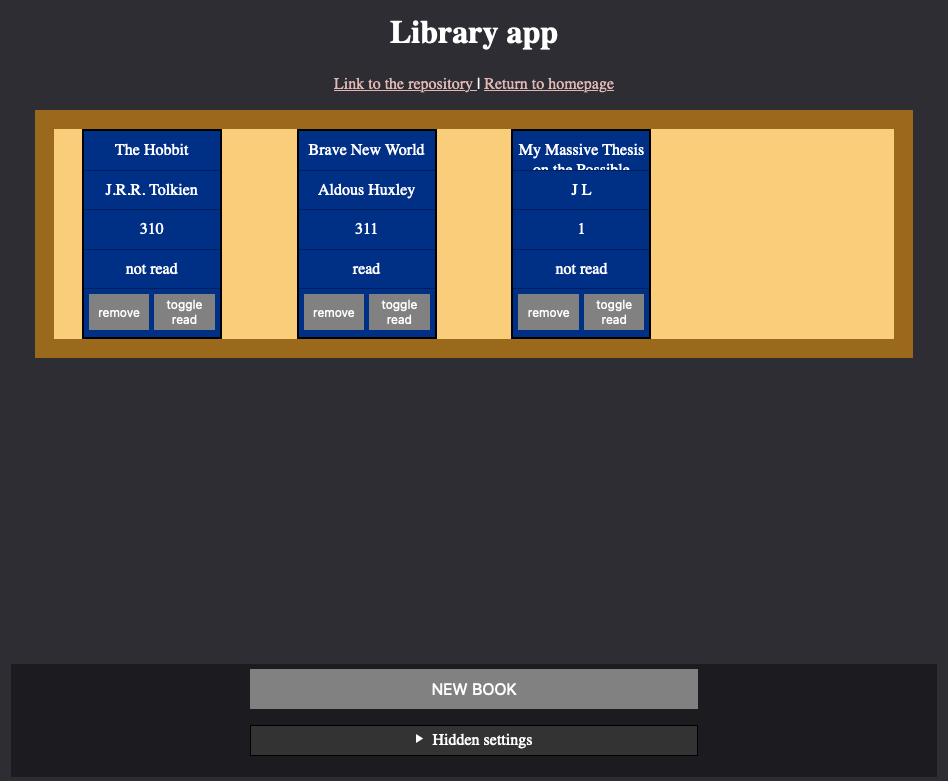 Library app
Link to the repository | Return to homepage
The Hobbit
J.R.R. Tolkien
310
not read
remove
toggle
read
Brave New World
Aldous Huxley
311
read
remove
toggle
read
My Massive Thesis
on the Possible
J L
1
not read
remove
toggle
read
NEW BOOK
Hidden settings